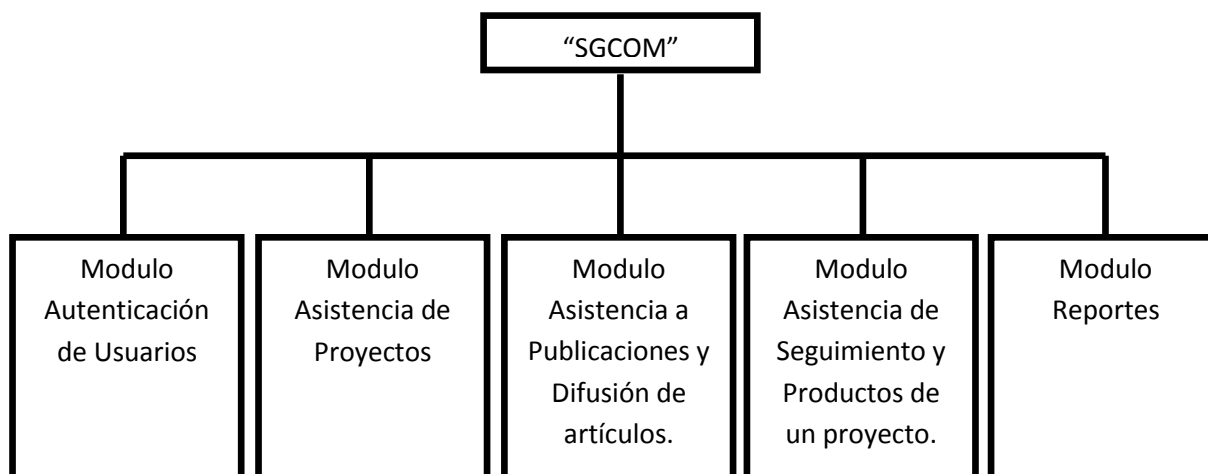 “SGCOM”
Modulo
Autenticación
de Usuarios
Modulo
Asistencia de
Proyectos
Modulo
Asistencia a
Publicaciones y
Difusión de
artículos.
Modulo
Asistencia de
Seguimiento y
Productos de
un proyecto.
Modulo
Reportes